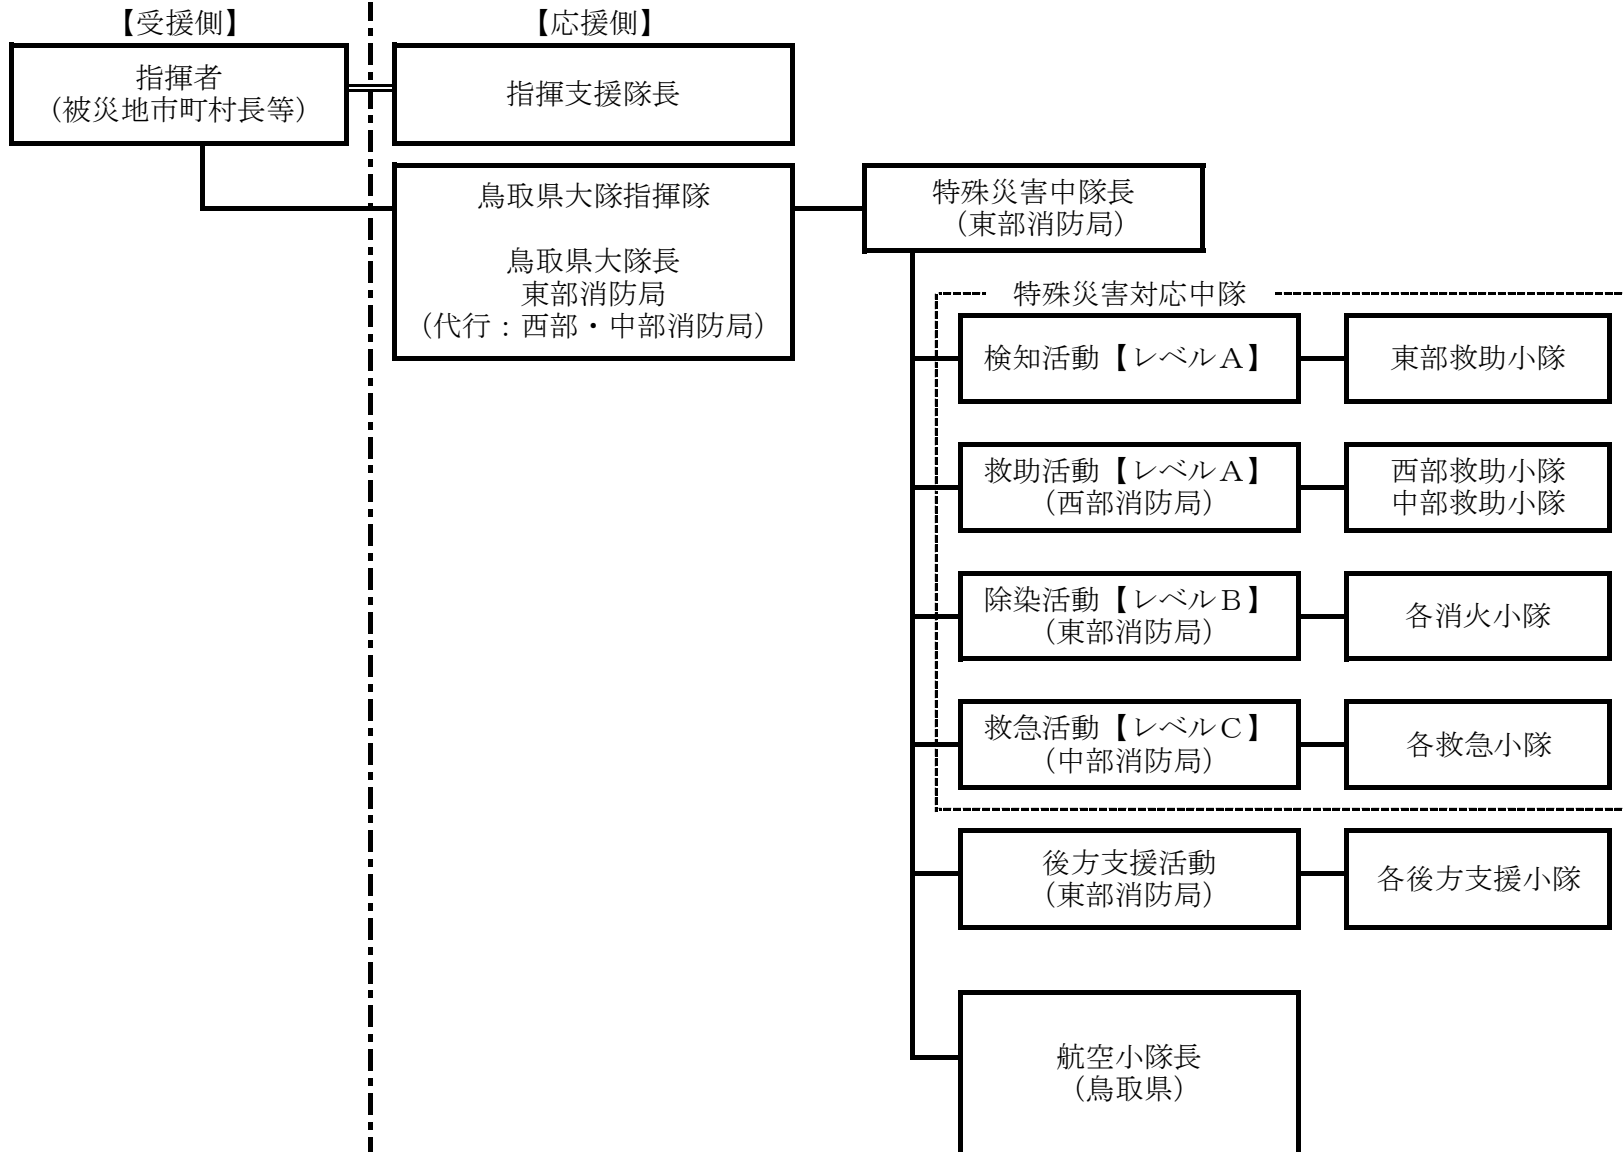 【受援側】
【応援側】
指揮者
（被災地市町村長等）
指揮支援隊長
鳥取県大隊指揮隊
鳥取県大隊長
東部消防局
（代行：西部・中部消防局）
特殊災害中隊長
（東部消防局）
特殊災害対応中隊
検知活動【レベルＡ】
東部救助小隊
救助活動【レベルＡ】
（西部消防局）
西部救助小隊
中部救助小隊
除染活動【レベルＢ】
（東部消防局）
各消火小隊
救急活動【レベルＣ】
（中部消防局）
各救急小隊
後方支援活動
（東部消防局）
各後方支援小隊
航空小隊長
（鳥取県）